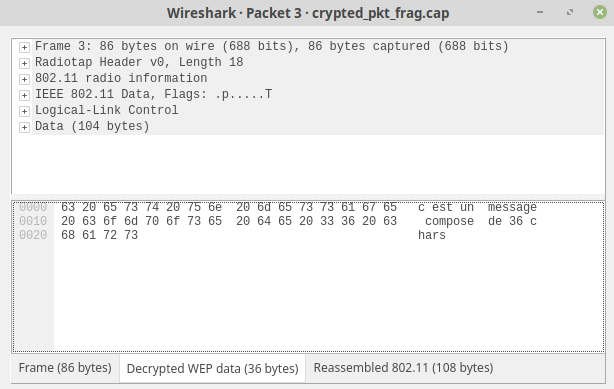 Wireshark - Packet 3 - crypted_pkt_frag.cap
Frame 3: 86 bytes on wire (688 bits), 86 bytes captured (688 bits)
Radiotap Header v0, Length 18
802.11 radio information
IEEE 802.11 Data, Flags: .p.....T
Logical-Link Control
Data (104 bytes)
0000 63 20 65 73 74 20 75 6e 20 6d 65 73 73 61 67 65 c est un message
0010 20 63 6f 6d 70 6f 73 65 20 64 65 20 33 36 20 63 compose de 36 c
0020 68 61 72 73 hars
Frame (86 bytes) Decrypted WEP data (36 bytes) Reassembled 802.11 (108 bytes)